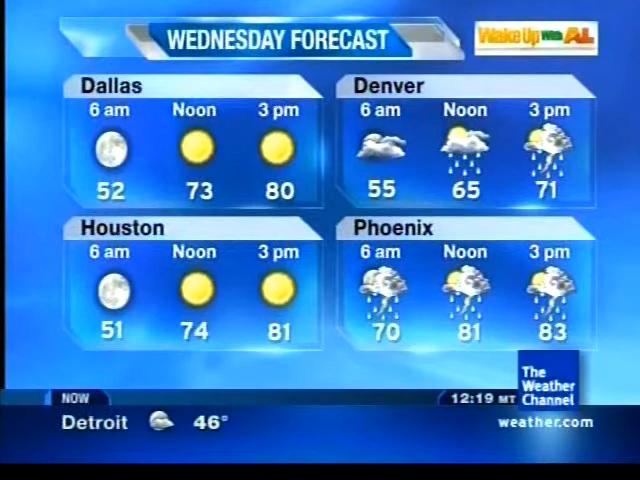 WEDNESDAY FORECAST
Wake Up With AL
Dallas
6 am Noon 3 pm
52 73 80
Denver
6 am Noon 3 pm
55 65 71
Houston
6 am Noon 3 pm
51 74 81
Phoenix
6 am Noon 3 pm
70 81 83
The
Weather
Channel
NOW
12:19 MT
Detroit 46°
weather.com